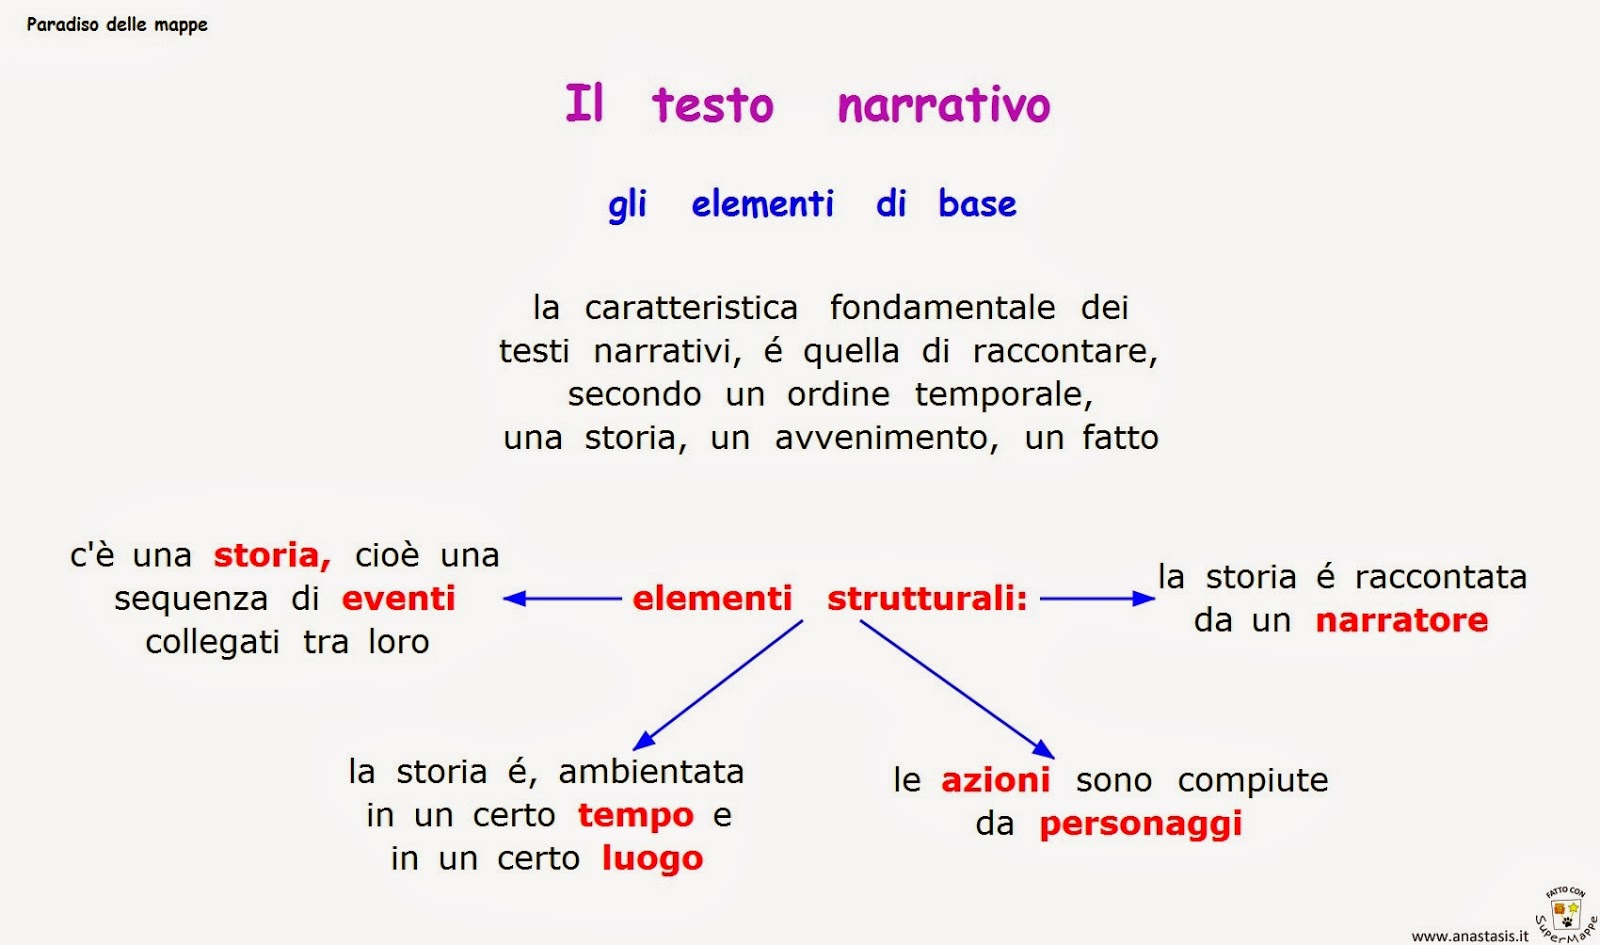 Paradiso delle mappe
Il testo narrativo
gli elementi di base
la caratteristica fondamentale dei
testi narrativi, é quella di raccontare,
secondo un ordine temporale,
una storia, un avvenimento, un fatto
c'è una storia, cioè una
sequenza di eventi
collegati tra loro
elementi strutturali:
la storia é raccontata
da un narratore
la storia é, ambientata
in un certo tempo e
in un certo luogo
le azioni sono compiute
da personaggi
FATTO CON
SuperMappe
www.anastasis.it